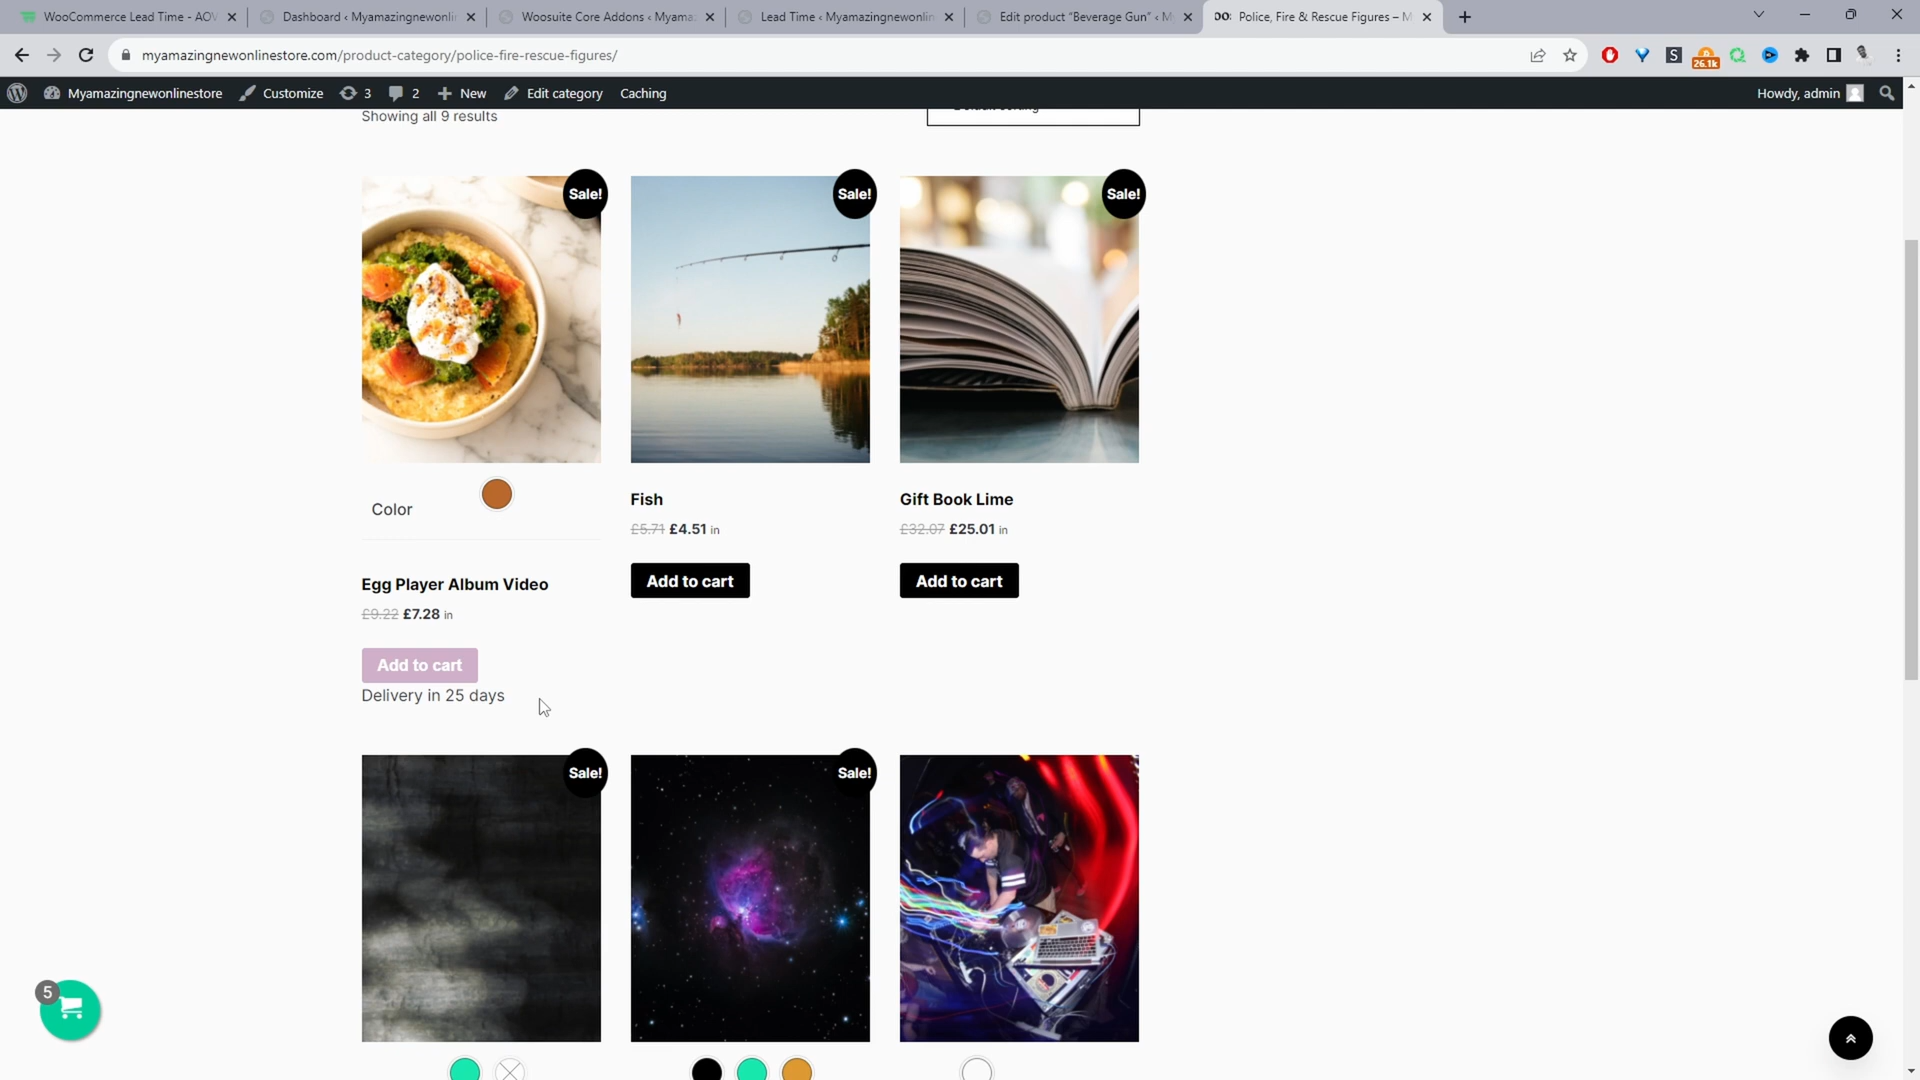 WooCommerce Lead Time - AOV
Dashboard ‹ Myamazingnewonli
Woosuite Core Addons ‹ Myama
Lead Time ‹ Myamazingnewonlin
Edit product “Beverage Gun” ‹ M
Police, Fire & Rescue Figures – M
myamazingnewonlinestore.com/product-category/police-fire-rescue-figures/
26.1k
Myamazingnewonlinestore
Customize
3
2
New
Edit category
Caching
Howdy, admin
Showing all 9 results
Sale!
Sale!
Sale!
Color
Egg Player Album Video
£9.22 £7.28 in
Add to cart
Delivery in 25 days
Fish
£5.71 £4.51 in
Add to cart
Gift Book Lime
£32.07 £25.01 in
Add to cart
Sale!
Sale!
5